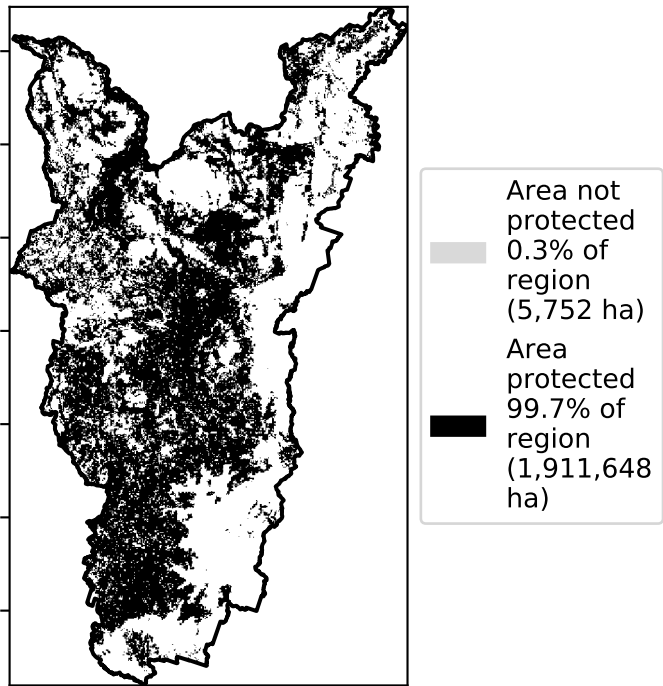 Area not
protected
0.3% of
region
(5,752 ha)
Area
protected
99.7% of
region
(1,911,648
ha)